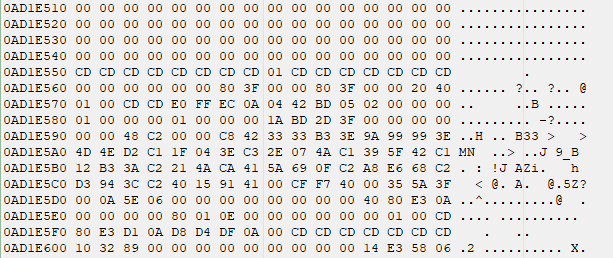 0AD1E510 00 00 00 00 00 00 00 00 00 00 00 00 00 00 00 00 ................
0AD1E520 00 00 00 00 00 00 00 00 00 00 00 00 00 00 00 00 ................
0AD1E530 00 00 00 00 00 00 00 00 00 00 00 00 00 00 00 00 ................
0AD1E540 00 00 00 00 00 00 00 00 00 00 00 00 00 00 00 00 ................
0AD1E550 CD CD CD CD CD CD CD CD 01 CD CD CD CD CD CD CD .
0AD1E560 00 00 00 00 00 00 80 3F 00 00 80 3F 00 00 20 40 ...... ?.. ?.. @
0AD1E570 01 00 CD CD E0 FF EC 0A 04 42 BD 05 02 00 00 00 .. ..B .....
0AD1E580 01 00 00 00 01 00 00 00 1A BD 2D 3F 00 00 00 00 ......... -?....
0AD1E590 00 00 48 C2 00 00 C8 42 33 33 B3 3E 9A 99 99 3E ..H .. B33 > >
0AD1E5A0 4D 4E D2 C1 1F 04 3E C3 2E 07 4A C1 39 5F 42 C1 MN ..> ..J 9_B
0AD1E5B0 12 B3 3A C2 21 4A CA 41 5A 69 0F C2 A8 E6 68 C2 . : !J AZi. h
0AD1E5C0 D3 94 3C C2 40 15 91 41 00 CF F7 40 00 35 5A 3F < @. A. @.5Z?
0AD1E5D0 00 0A 5E 06 00 00 00 00 00 00 00 00 40 80 E3 0A ..^.........@ .
0AD1E5E0 00 00 00 00 80 01 0E 00 00 00 00 00 00 01 00 CD .... ..........
0AD1E5F0 80 E3 D1 0A D8 D4 DF 0A 00 CD CD CD CD CD CD CD . ..
0AD1E600 10 32 89 00 00 00 00 00 00 00 00 00 14 E3 58 06 .2 .......... X.